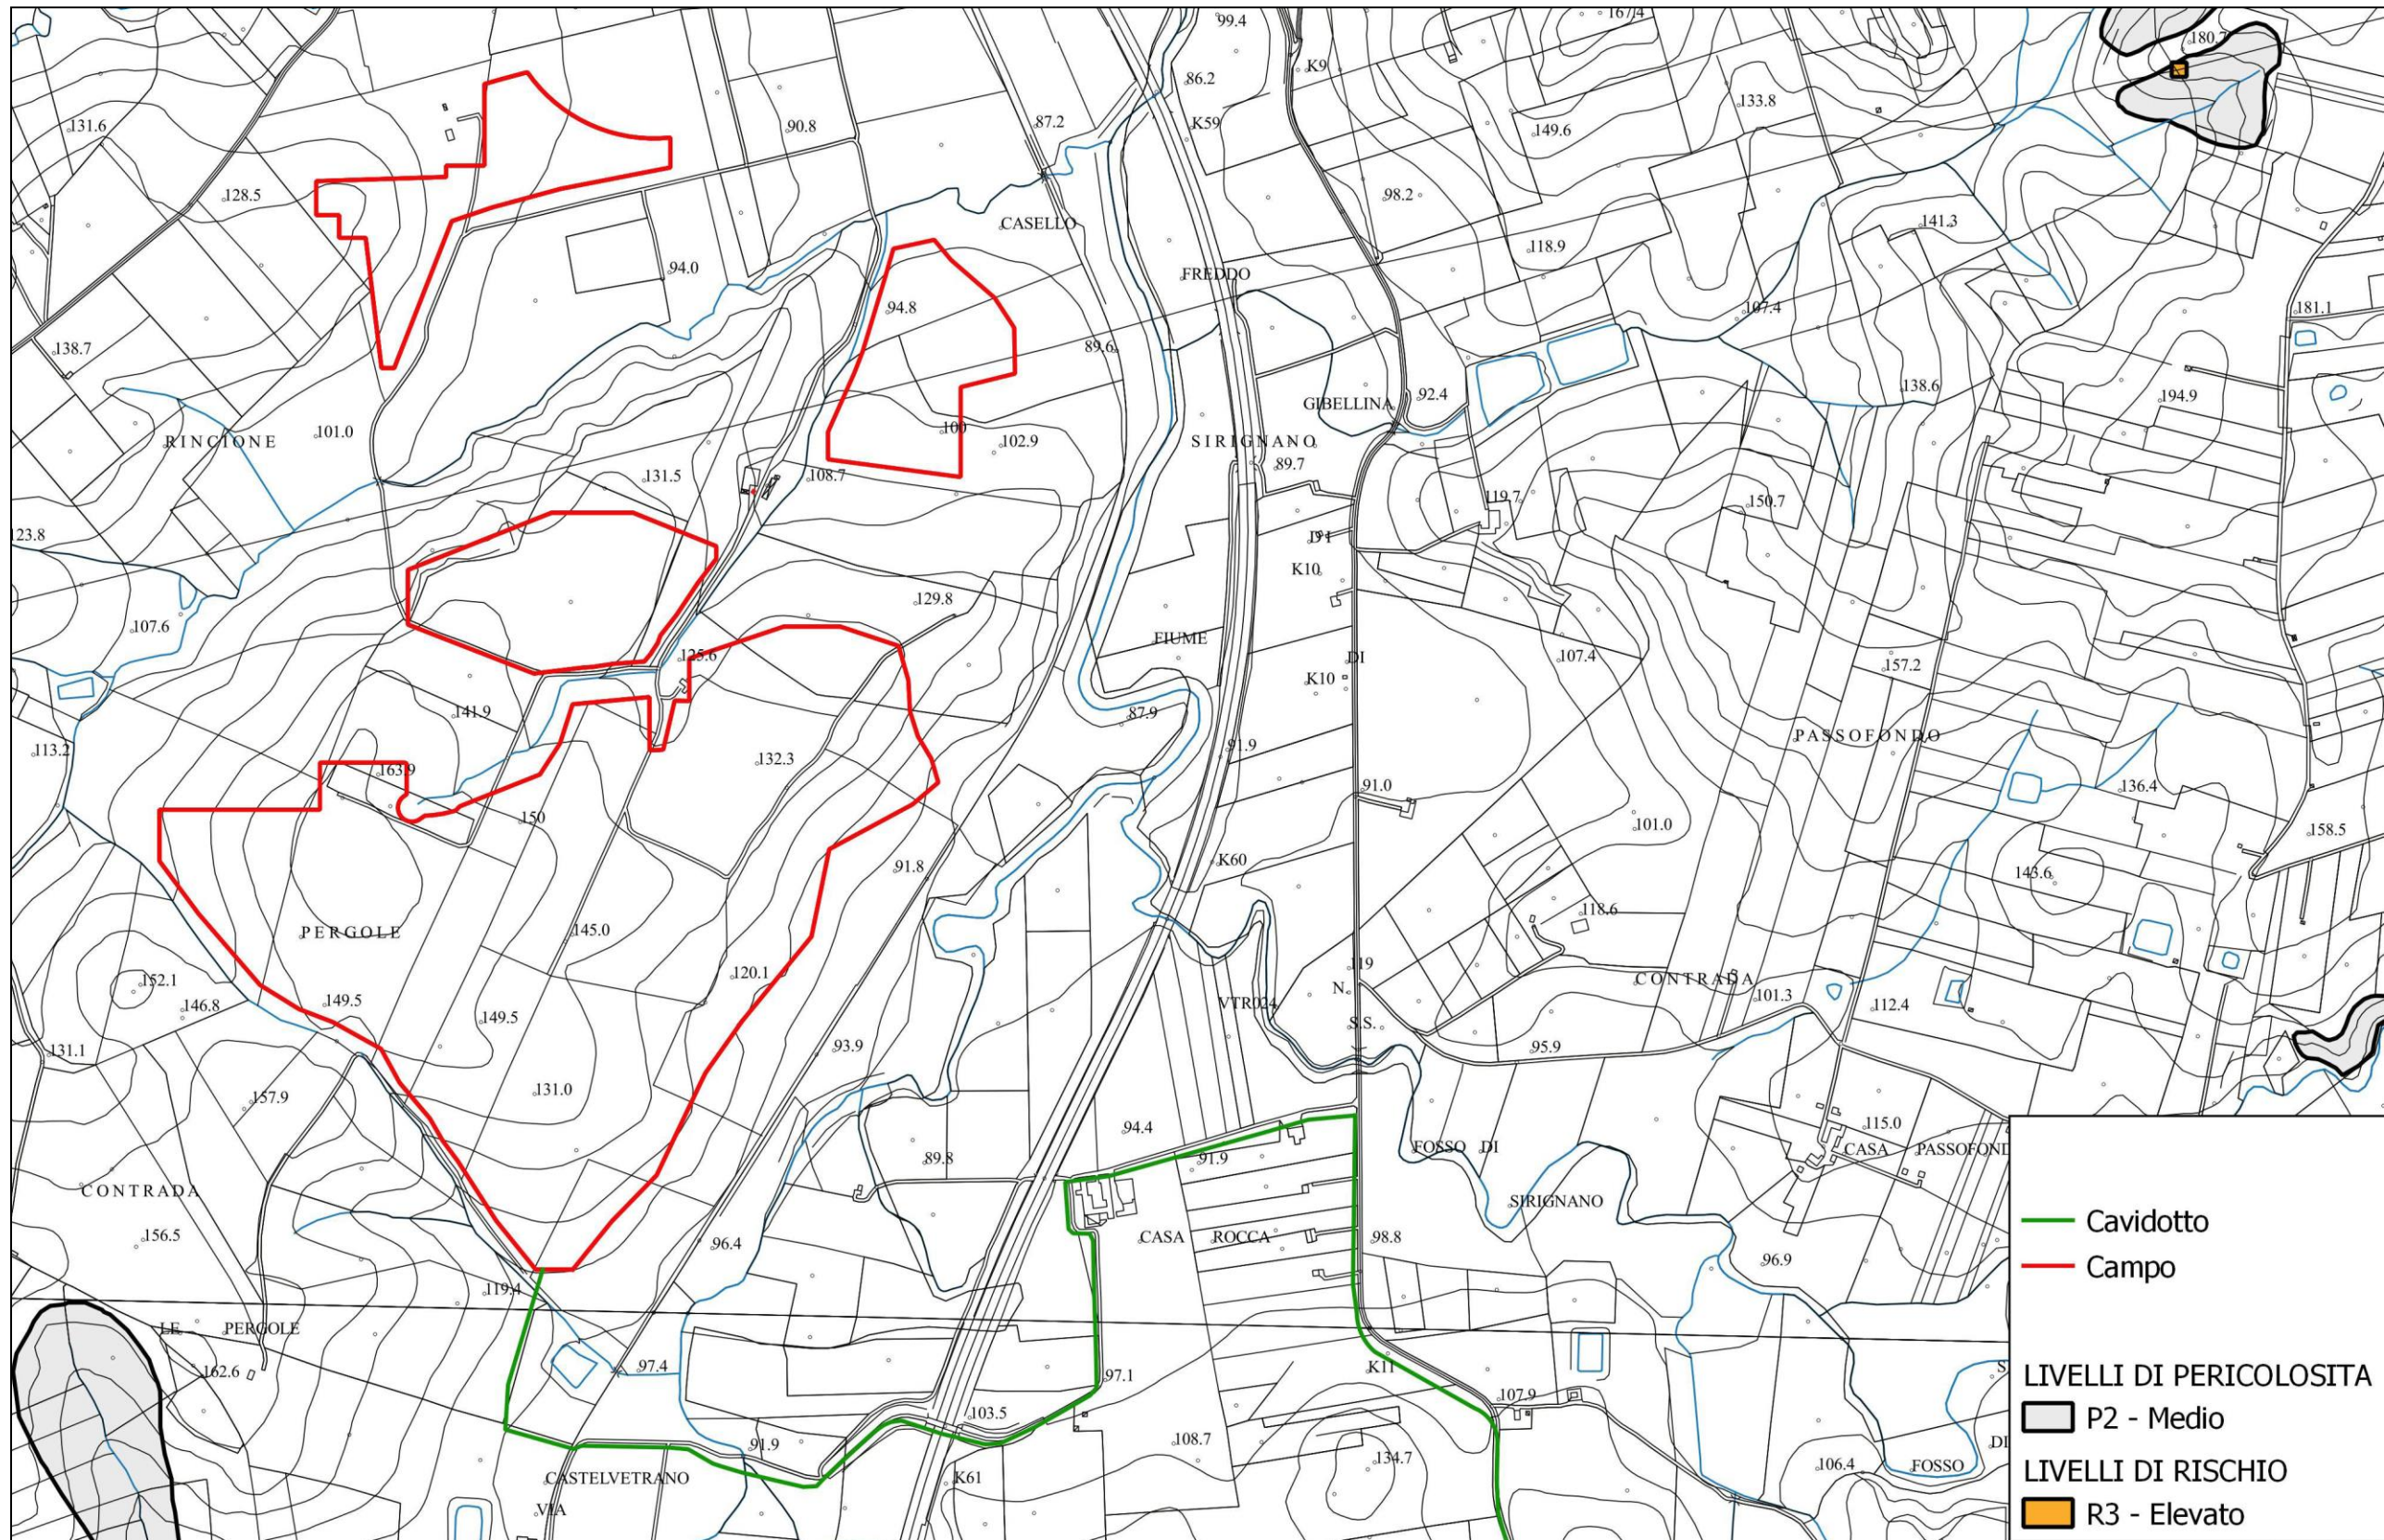 99.4
167.4
180.7
K9
86.2
133.8
131.6
90.8
87.2
K59
149.6
128.5
98.2
CASELLO
141.3
118.9
94.0
FREDDO
94.8
107.4
181.1
138.7
89.6
138.6
92.4
194.9
GIBELLINA
100
101.0
RINCIONE
102.9
SIRIGNANO
89.7
131.5
108.7
119.7
150.7
123.8
DI
K10
129.8
107.6
FIUME
125.6
DI
107.4
157.2
K10
141.9
87.9
113.2
91.9
PASSOFONDO
132.3
163.9
91.0
136.4
150
101.0
158.5
91.8
K60
143.6
118.6
PERGOLE
145.0
119
120.1
152.1
CONTRADA
N.
101.3
146.8
149.5
VTR024
112.4
149.5
S.S.
131.1
93.9
95.9
131.0
157.9
94.4
115.0
89.8
91.9
FOSSO DI
CASA PASSOFOND
CONTRADA
SIRIGNANO
156.5
96.4
CASA ROCCA
98.8
96.9
119.4
LE PERGOLE
162.6
97.4
97.1
K11
107.9
103.5
91.9
108.7
134.7
106.4
FOSSO
DI
S
CASTELVETRANO
K61
VIA
Cavidotto
Campo
LIVELLI DI PERICOLOSITA
P2 - Medio
LIVELLI DI RISCHIO
R3 - Elevato